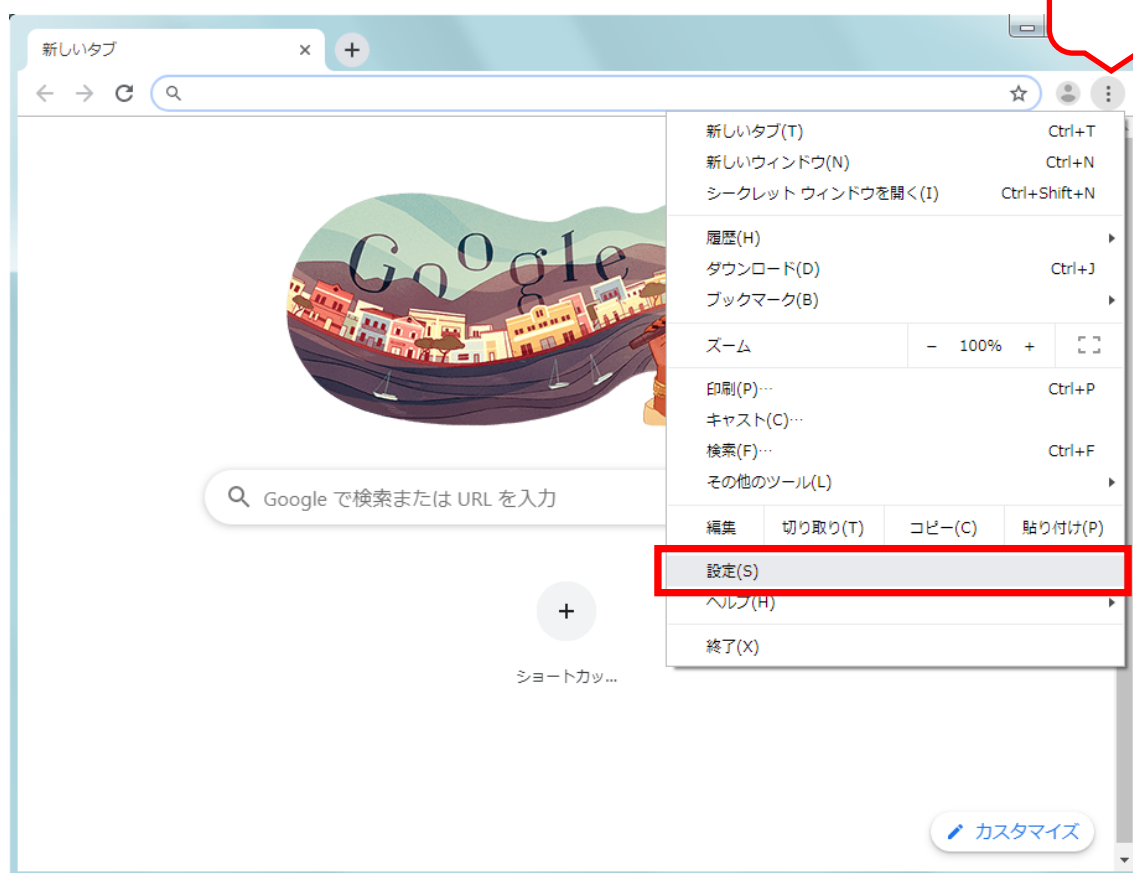 新しいタブ
新しいタブ(T) Ctrl+T
新しいウィンドウ(N) Ctrl+N
シークレット ウィンドウを開く(I) Ctrl+Shift+N
履歴(H)
ダウンロード(D) Ctrl+J
ブックマーク(B)
ズーム − 100% +
印刷(P)…  Ctrl+P
キャスト(C)…
検索(F)… Ctrl+F
その他のツール(L)
編集 切り取り(T) コピー(C) 貼り付け(P)
設定(S)
ヘルプ(H)
終了(X)
Google
Google で検索または URL を入力
ショートカッ...
カスタマイズ